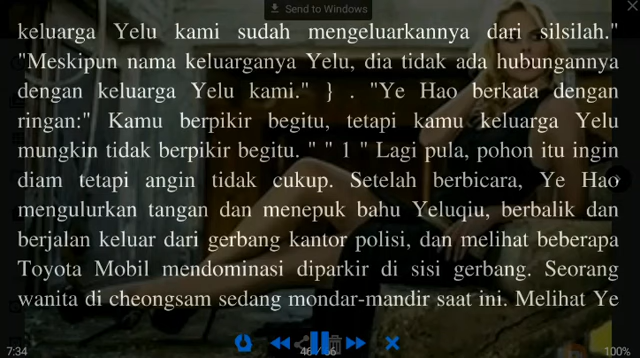 Send to Windows
keluarga Yelu kami sudah mengeluarkannya dari silsilah."
"Meskipun nama keluarganya Yelu, dia tidak ada hubungannya
dengan keluarga Yelu kami." } . "Ye Hao berkata dengan
ringan:" Kamu berpikir begitu, tetapi kamu keluarga Yelu
mungkin tidak berpikir begitu. " " 1 " Lagi pula, pohon itu ingin
diam tetapi angin tidak cukup. Setelah berbicara, Ye Hao
mengulurkan tangan dan menepuk bahu Yeluqiu, berbalik dan
berjalan keluar dari gerbang kantor polisi, dan melihat beberapa
Toyota Mobil mendominasi diparkir di sisi gerbang. Seorang
wanita di cheongsam sedang mondar-mandir saat ini. Melihat Ye
7:34
100%